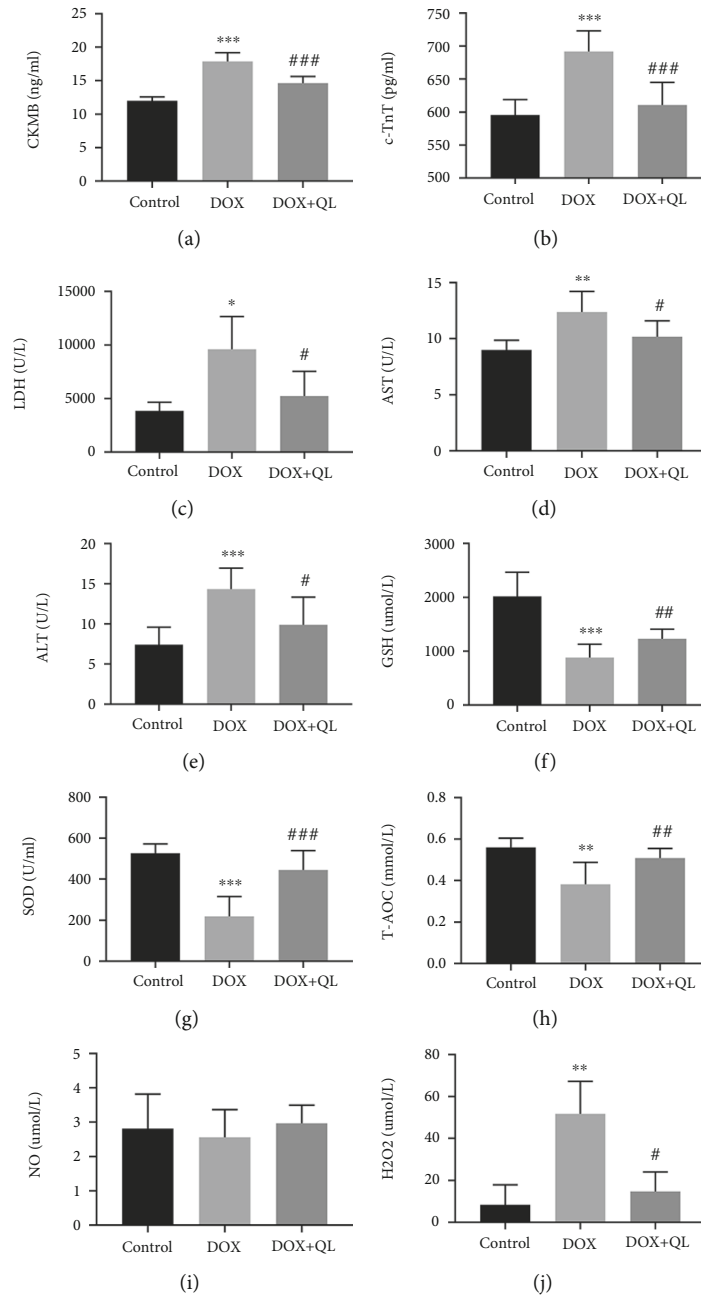 CKMB (ng/ml)
25
20
15
10
5
0
***
###
Control DOX DOX+QL
(a)
c-TnT (pg/ml)
750
700
650
600
550
500
***
###
Control DOX DOX+QL
(b)
LDH (U/L)
15000
10000
5000
0
*
#
Control DOX DOX+QL
(c)
AST (U/L)
15
10
5
0
**
#
Control DOX DOX+QL
(d)
ALT (U/L)
20
15
10
5
0
***
#
Control DOX DOX+QL
(e)
GSH (umol/L)
3000
2000
1000
0
***
##
Control DOX DOX+QL
(f)
SOD (U/ml)
800
600
400
200
0
***
###
Control DOX DOX+QL
(g)
T-AOC (mmol/L)
0.8
0.6
0.4
0.2
0.0
**
##
Control DOX DOX+QL
(h)
NO (umol/L)
5
4
3
2
1
0
Control DOX DOX+QL
(i)
H2O2 (umol/L)
80
60
40
20
0
**
#
Control DOX DOX+QL
(j)